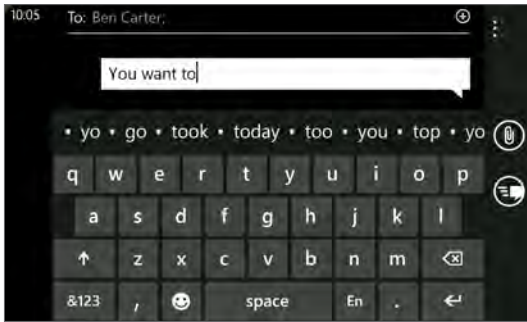 10:05 To: Ben Carter;
You want to
• yo • go • took • today • too • you • top • yo
q w e r t y u i o p
a s d f g h j k l
z x c v b n m
&123 , space En .